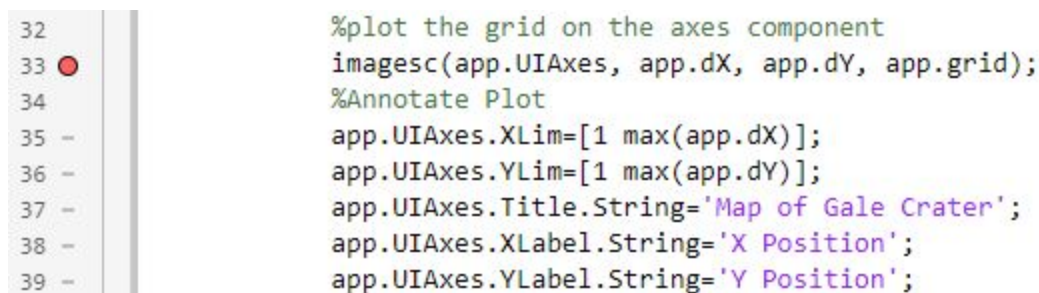 32 %plot the grid on the axes component
33 imagesc(app.UIAxes, app.dX, app.dY, app.grid);
34 %Annotate Plot
35 - app.UIAxes.XLim=[1 max(app.dX)];
36 - app.UIAxes.YLim=[1 max(app.dY)];
37 - app.UIAxes.Title.String='Map of Gale Crater';
38 - app.UIAxes.XLabel.String='X Position';
39 - app.UIAxes.YLabel.String='Y Position';